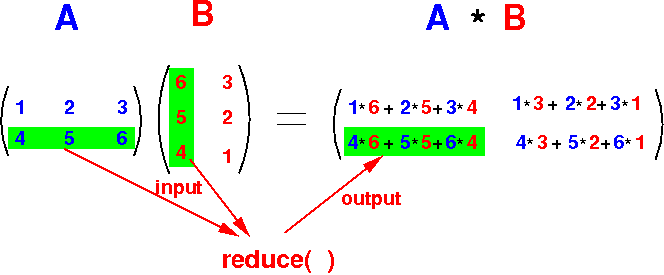 A B A * B
1 2 3 6 3 1*6 + 2*5+3*4 1*3 + 2*2+3*1
4 5 6 5 2 = 4*6 + 5*5+6*4 4*3 + 5*2+6*1
4 1
input
output
reduce( )